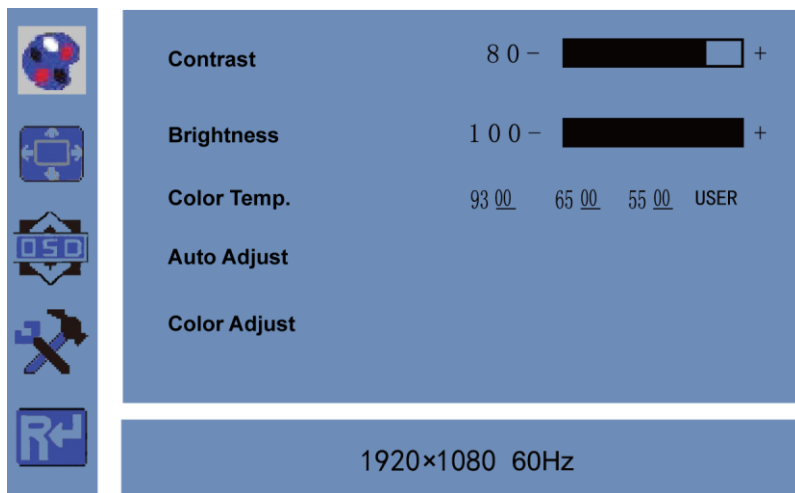 Contrast 80- +
Brightness 100- +
Color Temp. 9300 6500 5500 USER
OSD
Auto Adjust
Color Adjust
R
1920×1080 60Hz